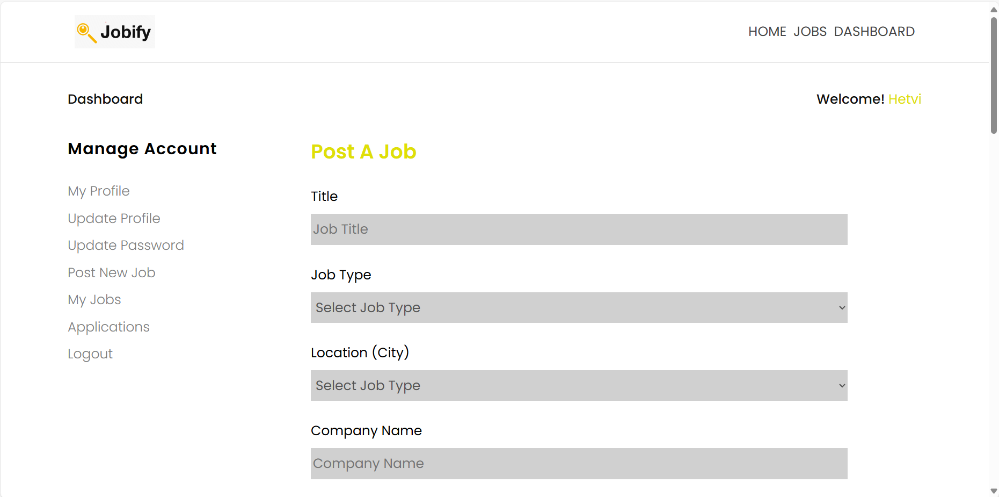 Jobify
HOME JOBS DASHBOARD
Dashboard
Welcome! Hetvi
Manage Account
My Profile
Update Profile
Update Password
Post New Job
My Jobs
Applications
Logout
Post A Job
Title
Job Title
Job Type
Select Job Type
Location (City)
Select Job Type
Company Name
Company Name